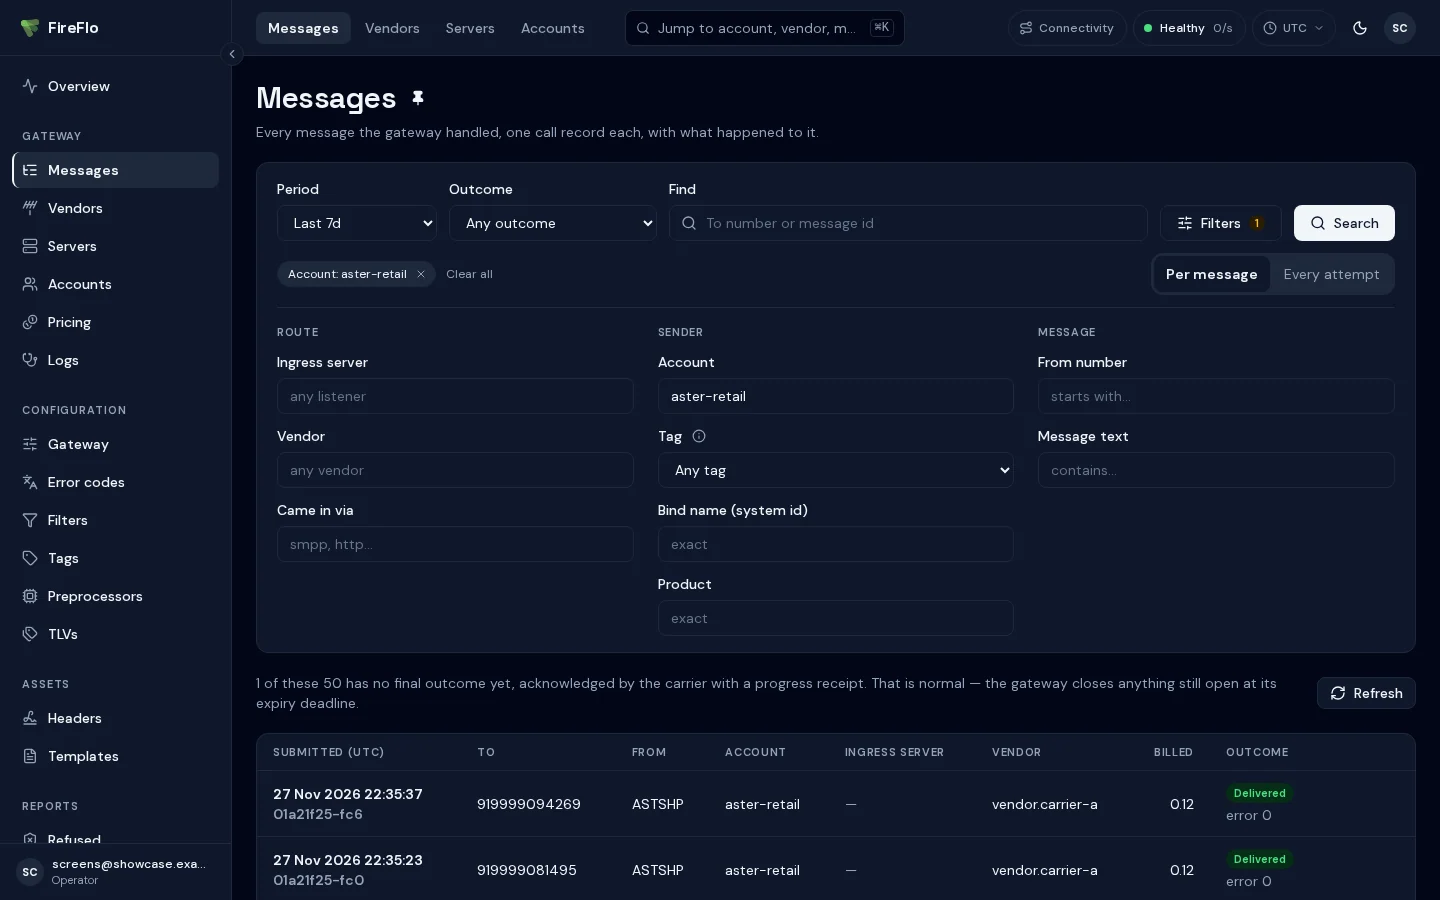 FireFlo
Messages
Vendors
Servers
Accounts
Jump to account, vendor, m...
⌘K
Connectivity
Healthy 0/s
UTC
SC
Overview
GATEWAY
Messages
Vendors
Servers
Accounts
Pricing
Logs
CONFIGURATION
Gateway
Error codes
Filters
Tags
Preprocessors
TLVs
ASSETS
Headers
Templates
REPORTS
Refused
SC
screens@showcase.exa...
Operator
Messages
Every message the gateway handled, one call record each, with what happened to it.
Period
Outcome
Find
Last 7d
Any outcome
To number or message id
Filters 1
Search
Account: aster-retail
Clear all
Per message
Every attempt
ROUTE
SENDER
MESSAGE
Ingress server
Account
From number
any listener
aster-retail
starts with...
Vendor
Tag
Message text
any vendor
Any tag
contains...
Came in via
Bind name (system id)
smpp, http...
exact
Product
exact
1 of these 50 has no final outcome yet, acknowledged by the carrier with a progress receipt. That is normal — the gateway closes anything still open at its
expiry deadline.
Refresh
SUBMITTED (UTC) TO FROM ACCOUNT INGRESS SERVER VENDOR BILLED OUTCOME
27 Nov 2026 22:35:37 919999094269 ASTSHP aster-retail — vendor.carrier-a 0.12 Delivered
01a21f25-fc6 error 0
27 Nov 2026 22:35:23 919999081495 ASTSHP aster-retail — vendor.carrier-a 0.12 Delivered
01a21f25-fc0 error 0